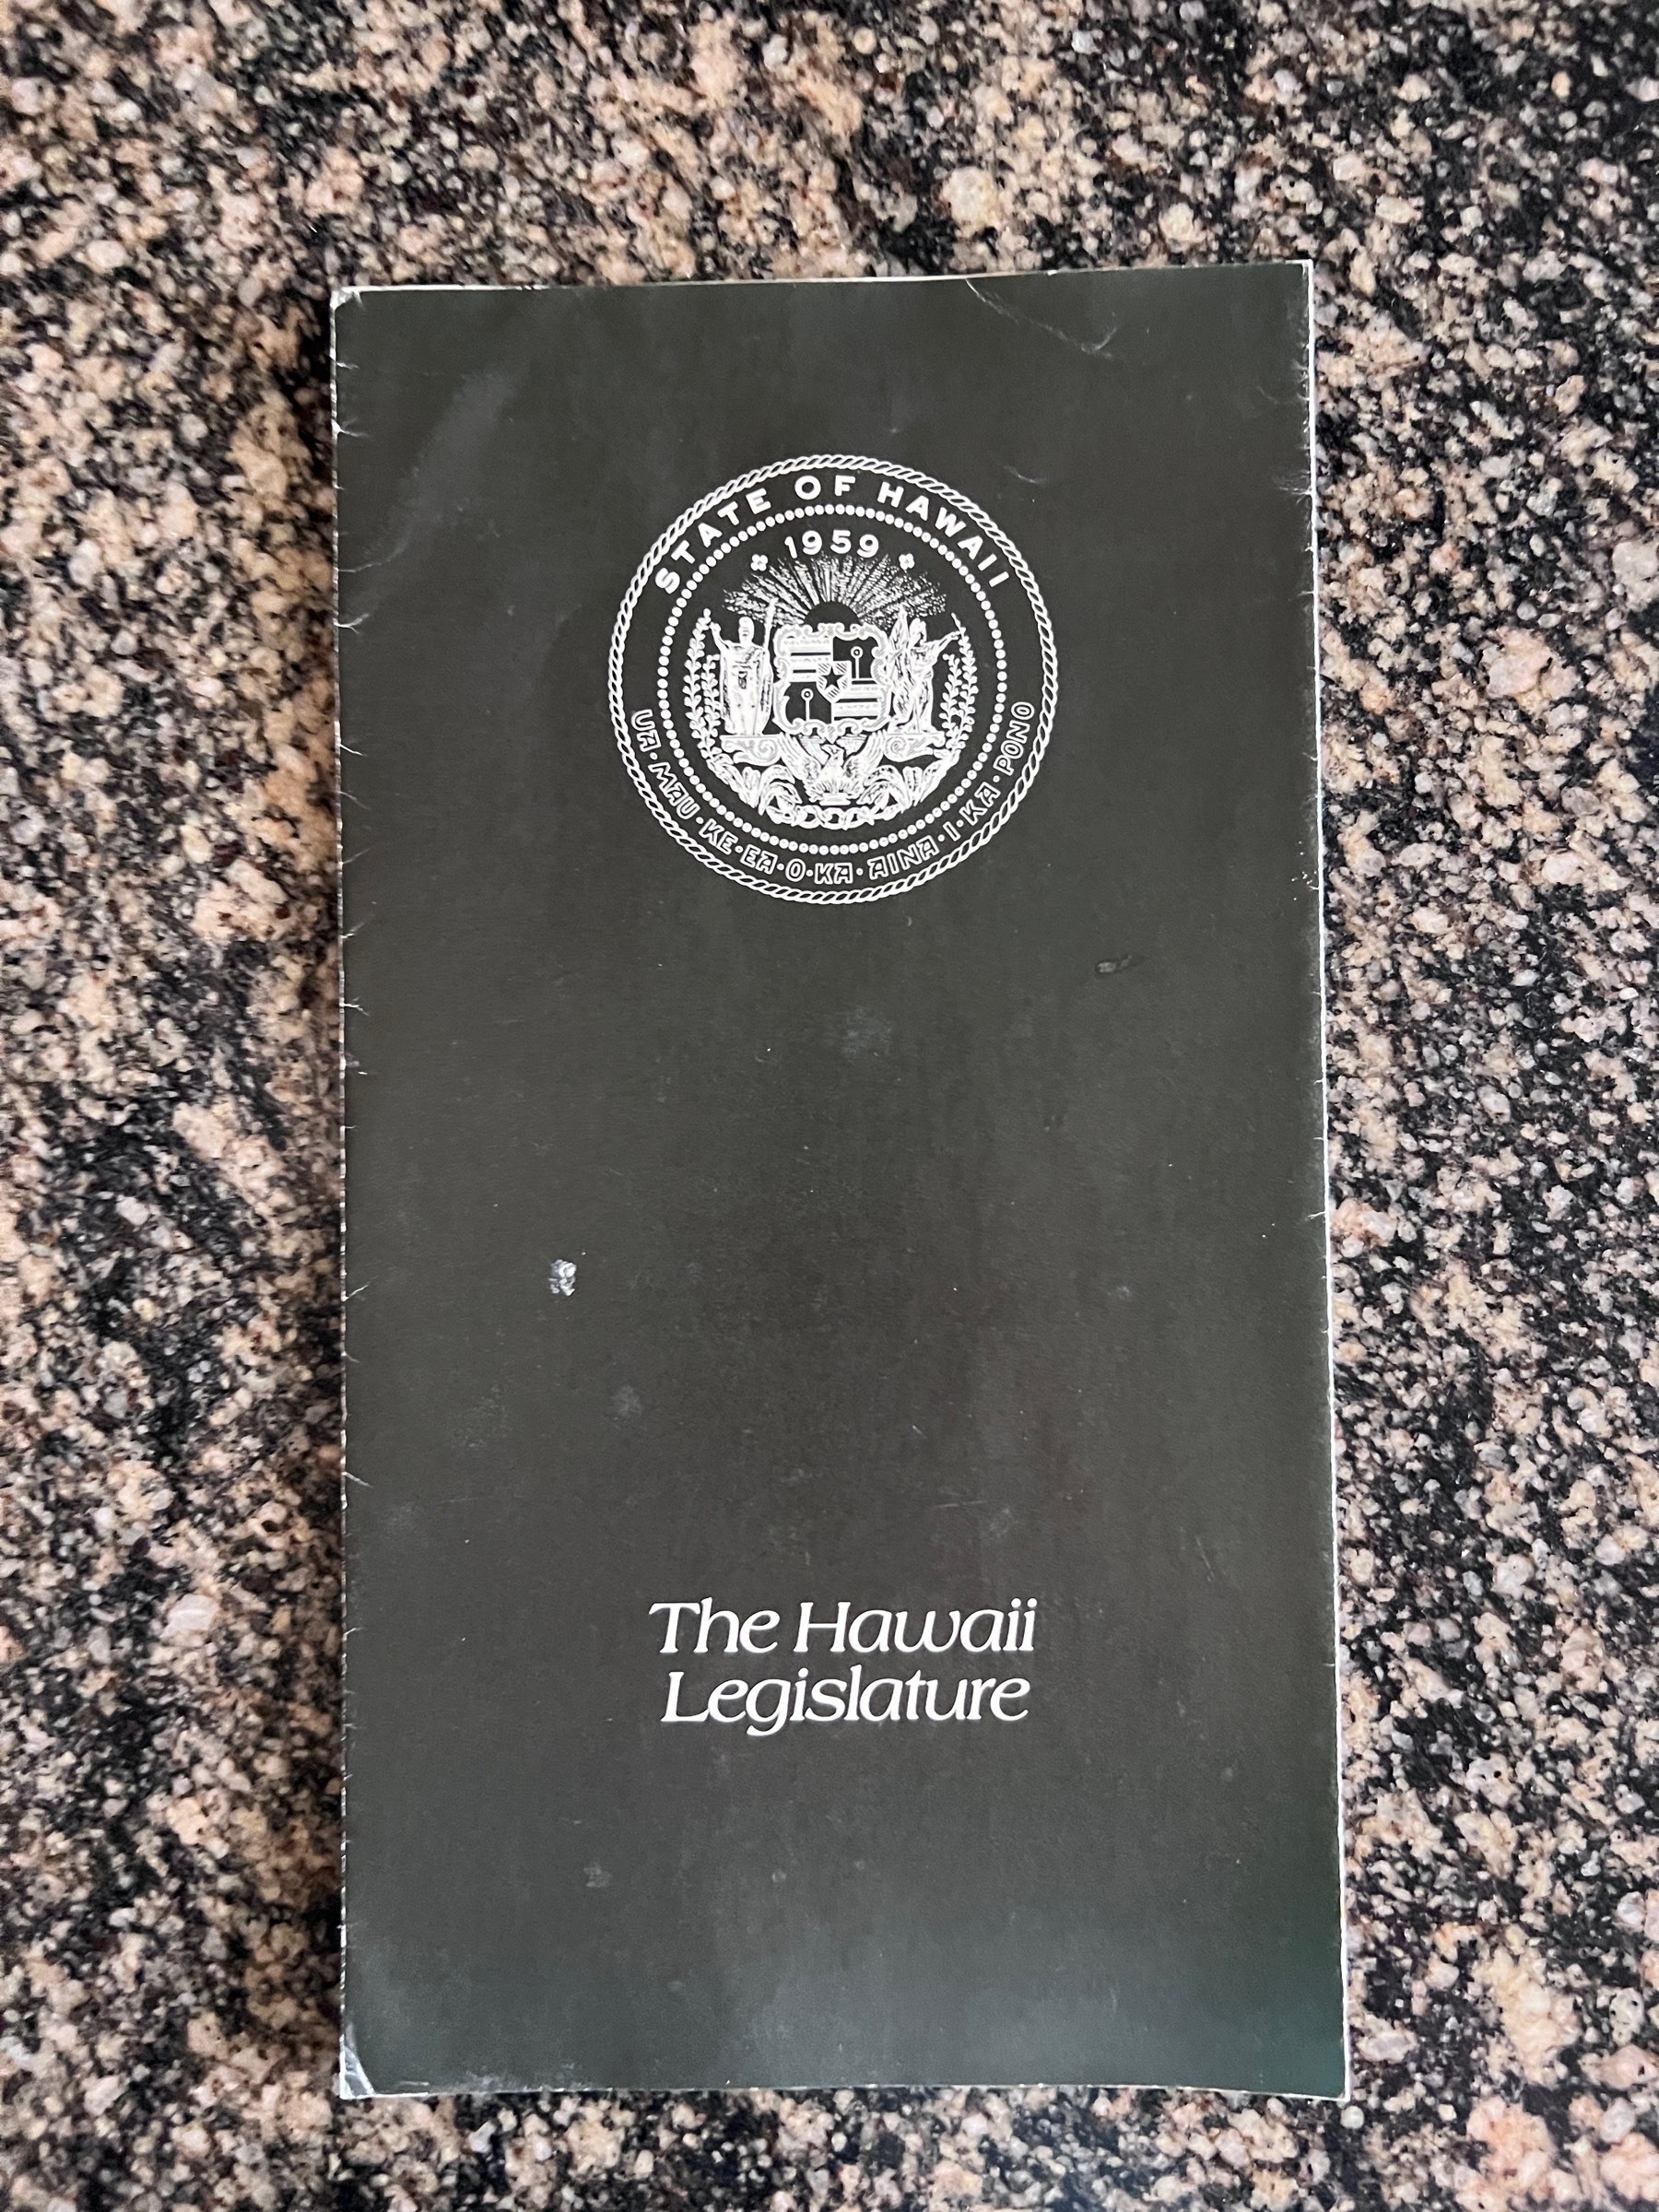 STATE OF HAWAII
1959
UA · MAU · KE · EA · O · KA · AINA · I · KA · PONO
The Hawaii
Legislature